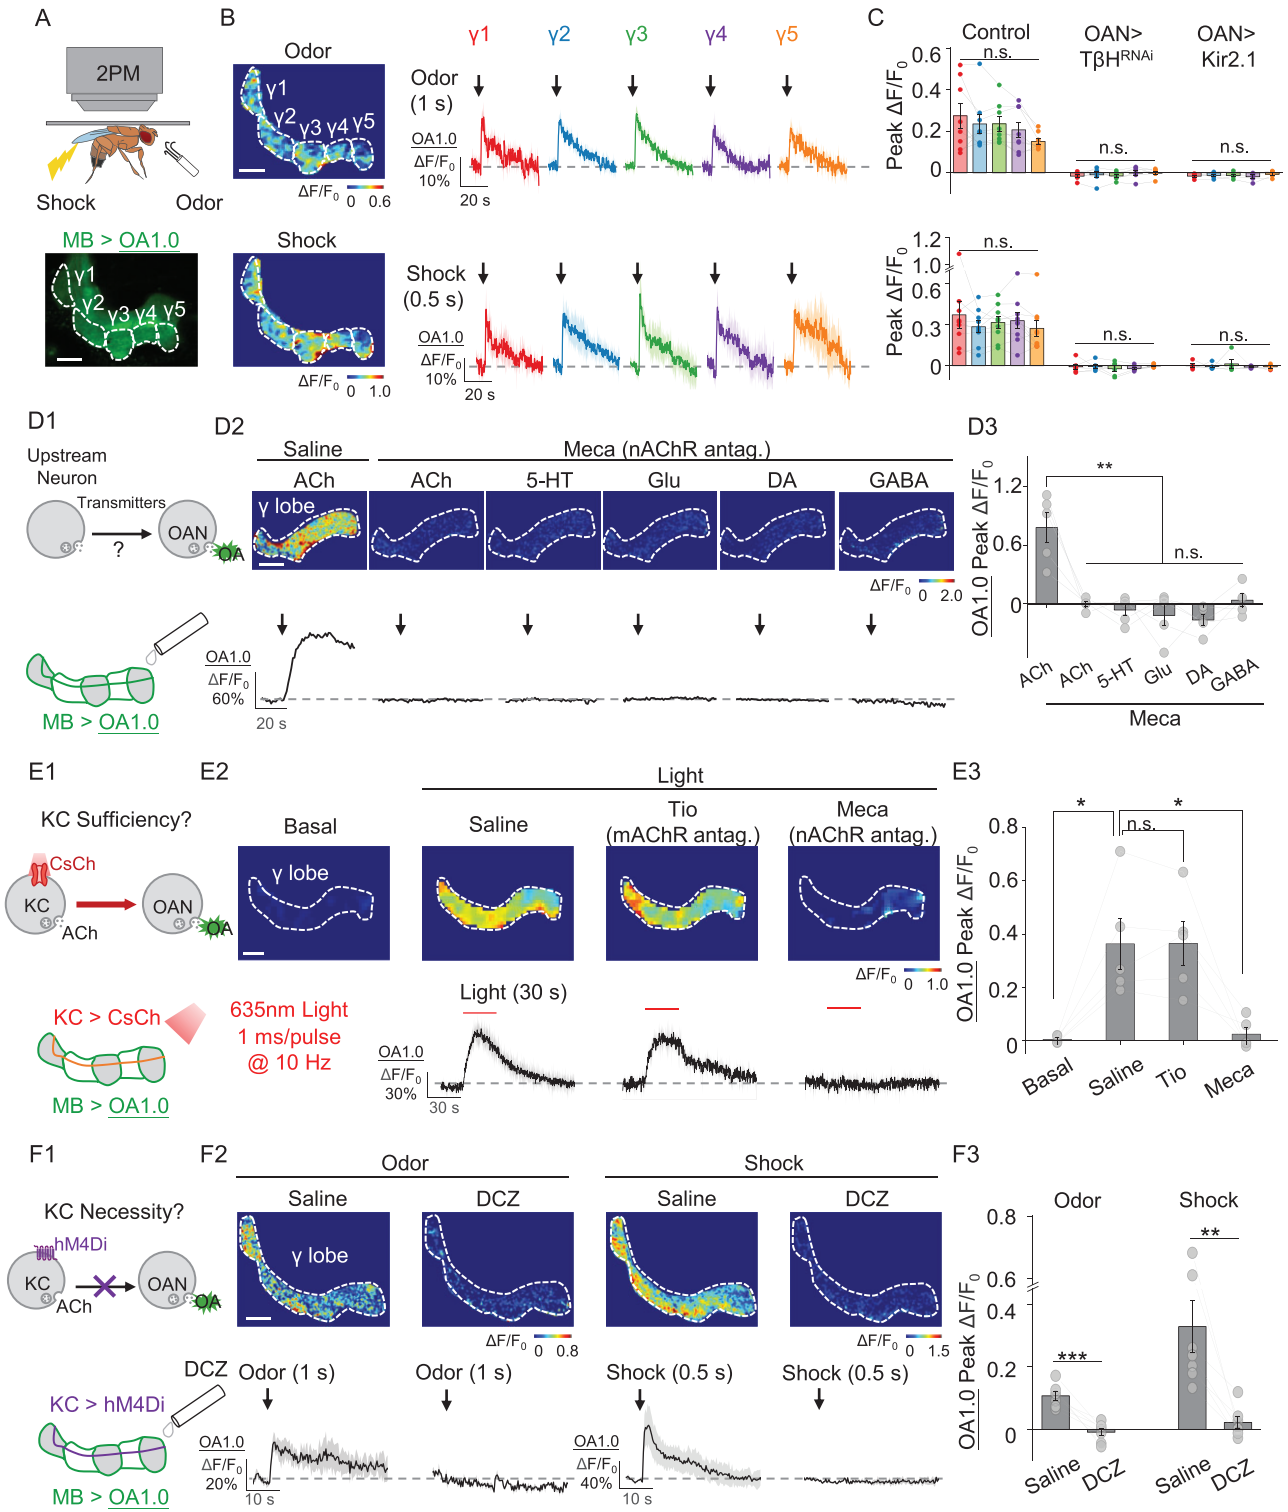 A
2PM
Shock
Odor
MB > OA1.0
γ1
γ2
γ3
γ4
γ5
B
Odor
γ1
γ2
γ3
γ4
γ5
ΔF/F0
0
0.6
Shock
ΔF/F0
0
1.0
γ1
γ2
γ3
γ4
γ5
Odor
(1 s)
OA1.0
ΔF/F0
10%
20 s
Shock
(0.5 s)
OA1.0
ΔF/F0
10%
20 s
C
Control
OAN>
TβHRNAi
OAN>
Kir2.1
Peak ΔF/F0
0.6
0.4
0.2
0
n.s.
n.s.
n.s.
Peak ΔF/F0
1.2
1.0
0.6
0.3
0
n.s.
n.s.
n.s.
D1
Upstream
Neuron
Transmitters
?
OAN
OA
MB > OA1.0
D2
Saline
Meca (nAChR antag.)
ACh
ACh
5-HT
Glu
DA
GABA
γ lobe
ΔF/F0
0
2.0
OA1.0
ΔF/F0
60%
20 s
D3
OA1.0 Peak ΔF/F0
1.2
0.6
0
**
n.s.
ACh
ACh
5-HT
Glu
DA
GABA
Meca
E1
KC Sufficiency?
CsCh
KC
ACh
OAN
OA
KC > CsCh
MB > OA1.0
635nm Light
1 ms/pulse
@ 10 Hz
E2
Light
Basal
Saline
Tio
(mAChR antag.)
Meca
(nAChR antag.)
γ lobe
ΔF/F0
0
1.0
Light (30 s)
OA1.0
ΔF/F0
30%
30 s
E3
OA1.0 Peak ΔF/F0
0.8
0.6
0.4
0.2
0
*
n.s.
*
Basal
Saline
Tio
Meca
F1
KC Necessity?
hM4Di
KC
ACh
OAN
OA
DCZ
KC > hM4Di
MB > OA1.0
F2
Odor
Shock
Saline
DCZ
Saline
DCZ
γ lobe
ΔF/F0
0
0.8
ΔF/F0
0
1.5
Odor (1 s)
Odor (1 s)
Shock (0.5 s)
Shock (0.5 s)
OA1.0
ΔF/F0
20%
10 s
OA1.0
ΔF/F0
40%
10 s
F3
Odor
Shock
OA1.0 Peak ΔF/F0
0.8
0.6
0.4
0.2
0
***
**
Saline
DCZ
Saline
DCZ